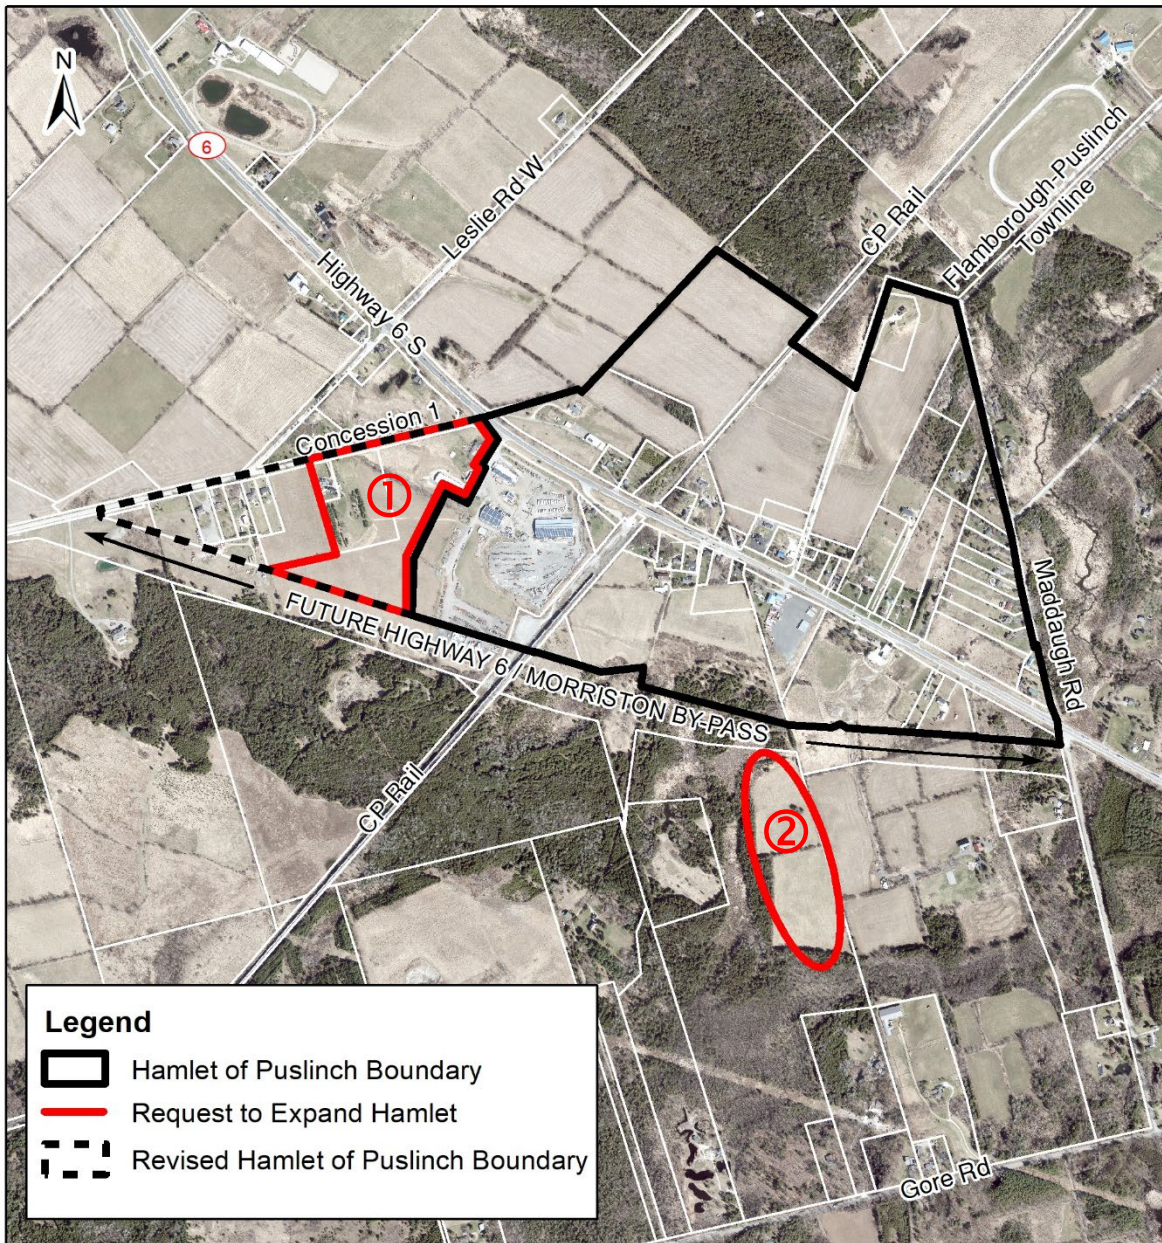 N
6
Leslie Rd W
CP Rail
Flamborough-Puslinch
Townline
Highway 6 S
Concession 1
①
Maddaugh Rd
FUTURE HIGHWAY 6 / MORRISTON BY-PASS
CP Rail
②
Gore Rd
Legend
Hamlet of Puslinch Boundary
Request to Expand Hamlet
Revised Hamlet of Puslinch Boundary